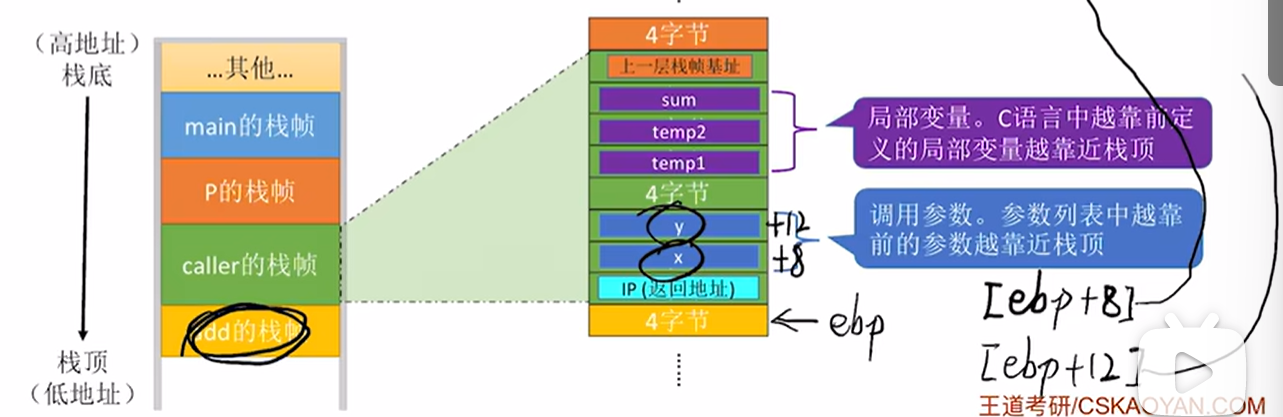 （高地址）
栈底
栈顶
（低地址）
...其他...
main的栈帧
P的栈帧
caller的栈帧
add的栈帧
4字节
上一层栈帧基址
sum
temp2
temp1
4字节
y
x
IP (返回地址)
4字节
+12
+8
← ebp
局部变量。C语言中越靠前定
义的局部变量越靠近栈顶
调用参数。参数列表中越靠
前的参数越靠近栈顶
[ebp+8]
[ebp+12]
王道考研/CSKAOYAN.COM